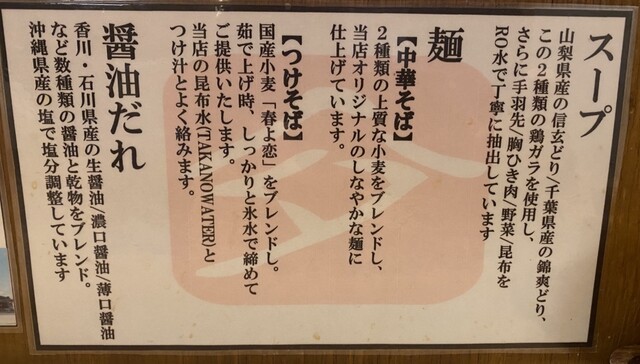 スープ
山梨県産の信玄どり/千葉県産の錦爽どり、
この2種類の鶏ガラを使用し、
さらに手羽先/胸ひき肉/野菜/昆布を
RO水で丁寧に抽出しています
麺
【中華そば】
2種類の上質な小麦をブレンドし、
当店オリジナルのしなやかな麺に
仕上げています。
【つけそば】
国産小麦「春よ恋」をブレンドし。
茹で上げ時、しっかりと氷水で締めて
ご提供いたします。
当店の昆布水(TAKANOWATER)と
つけ汁とよく絡みます。
醤油だれ
香川・石川県産の生醤油/濃口醤油/薄口醤油
など数種類の醤油と乾物をブレンド。
沖縄県産の塩で塩分調整しています